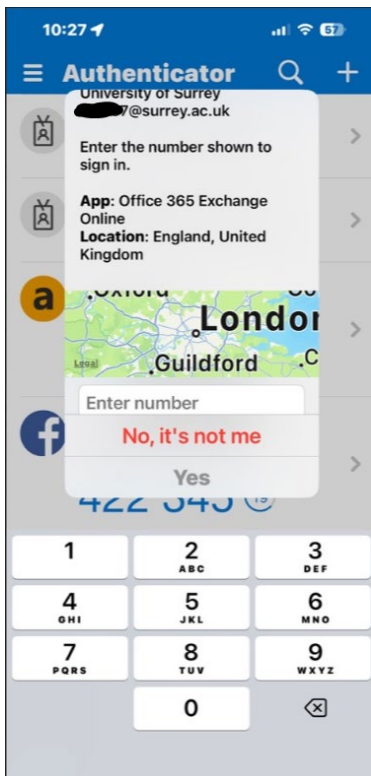 10:27
57
Authenticator
University of Surrey
7@surrey.ac.uk
Enter the number shown to
sign in.
App: Office 365 Exchange
Online
Location: England, United
Kingdom
a
London
.Guildford
Legal
Enter number
f
No, it's not me
Yes
19
1
2
ABC
3
DEF
4
GHI
5
JKL
6
MNO
7
PQRS
8
TUV
9
WXYZ
0